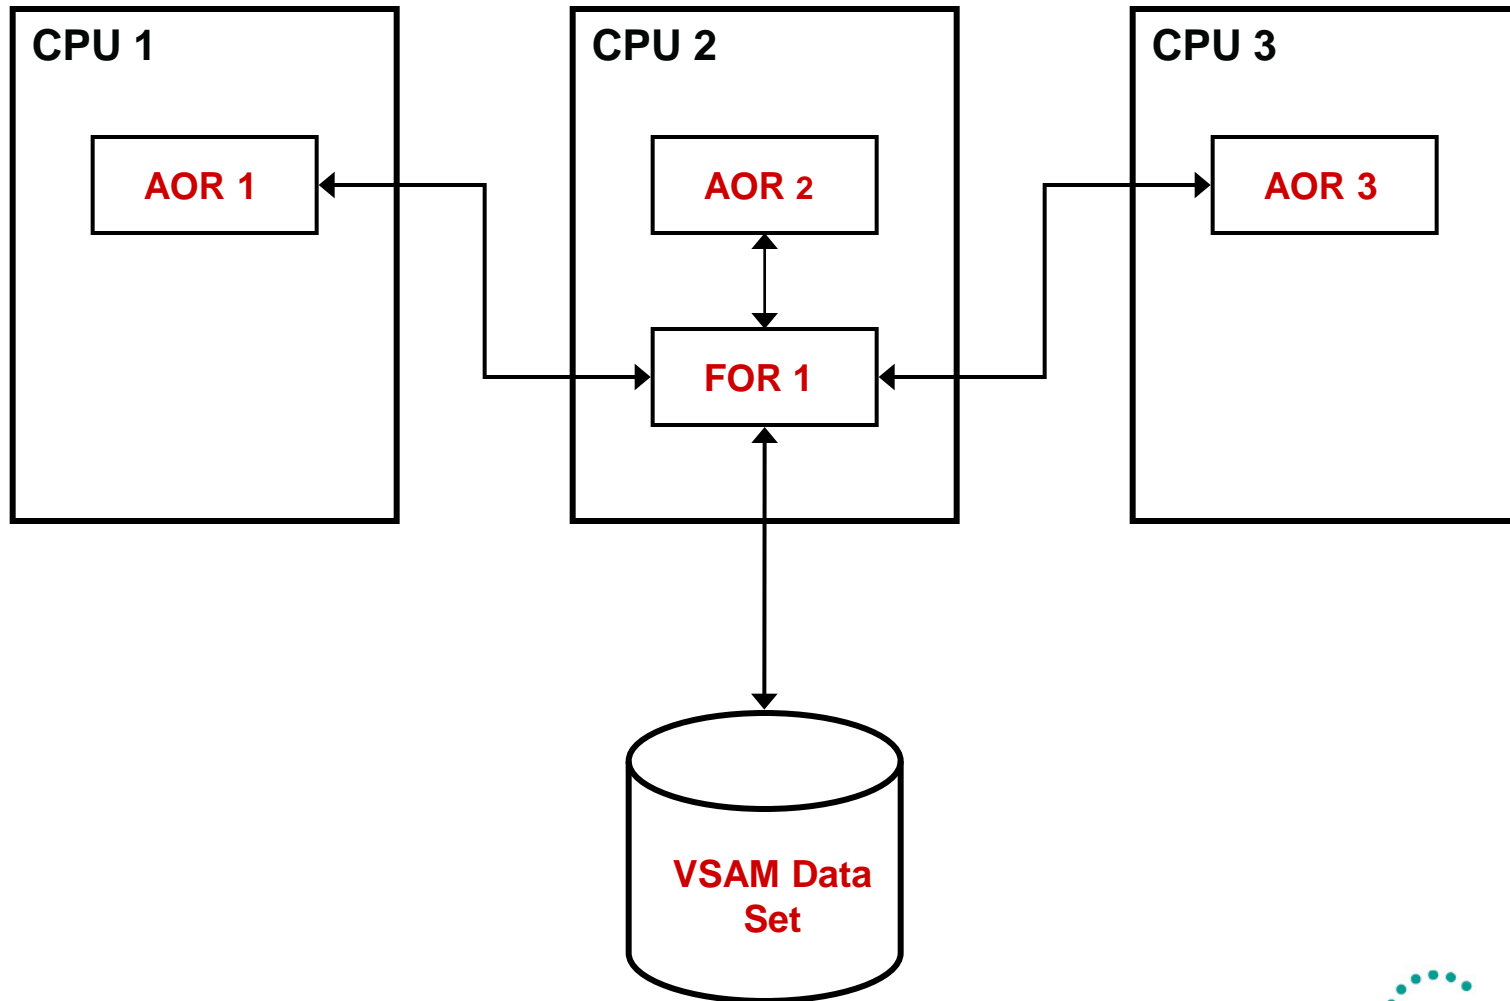 CPU 1
CPU 2
CPU 3
AOR 1
AOR 2
AOR 3
FOR 1
VSAM Data
Set